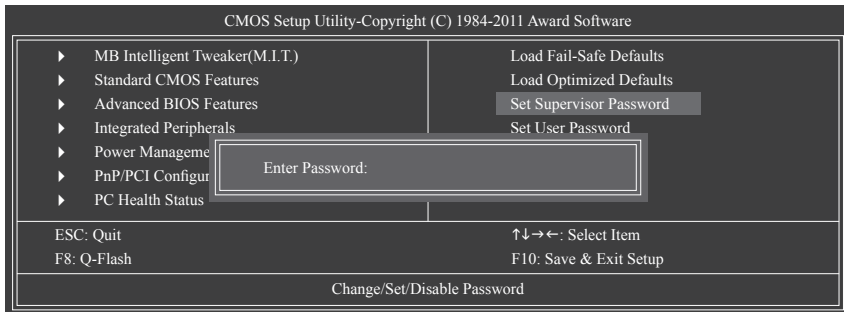 CMOS Setup Utility-Copyright (C) 1984-2011 Award Software
MB Intelligent Tweaker(M.I.T.)
Standard CMOS Features
Advanced BIOS Features
Integrated Peripherals
Power Manageme
PnP/PCI Configur
PC Health Status
Load Fail-Safe Defaults
Load Optimized Defaults
Set Supervisor Password
Set User Password
Enter Password:
ESC: Quit
F8: Q-Flash
↑↓→←: Select Item
F10: Save & Exit Setup
Change/Set/Disable Password